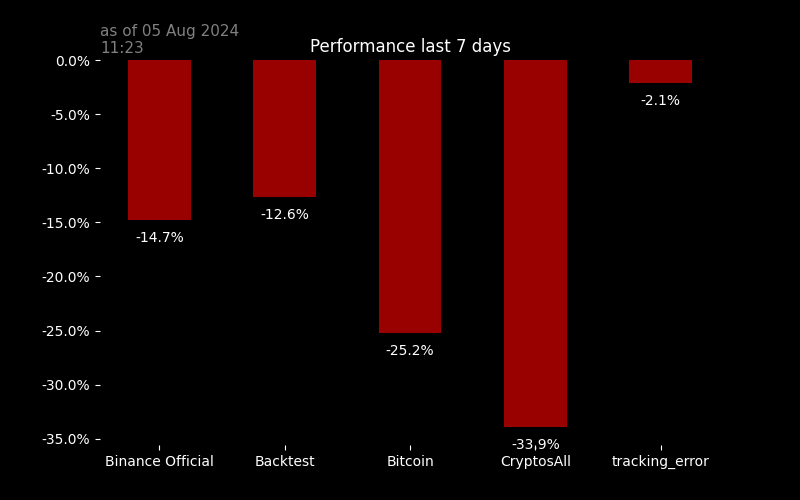 as of 05 Aug 2024
11:23
Performance last 7 days
0.0%
-5.0%
-10.0%
-15.0%
-20.0%
-25.0%
-30.0%
-35.0%
-14.7%
-12.6%
-25.2%
-33.9%
-2.1%
Binance Official
Backtest
Bitcoin
CryptosAll
tracking_error